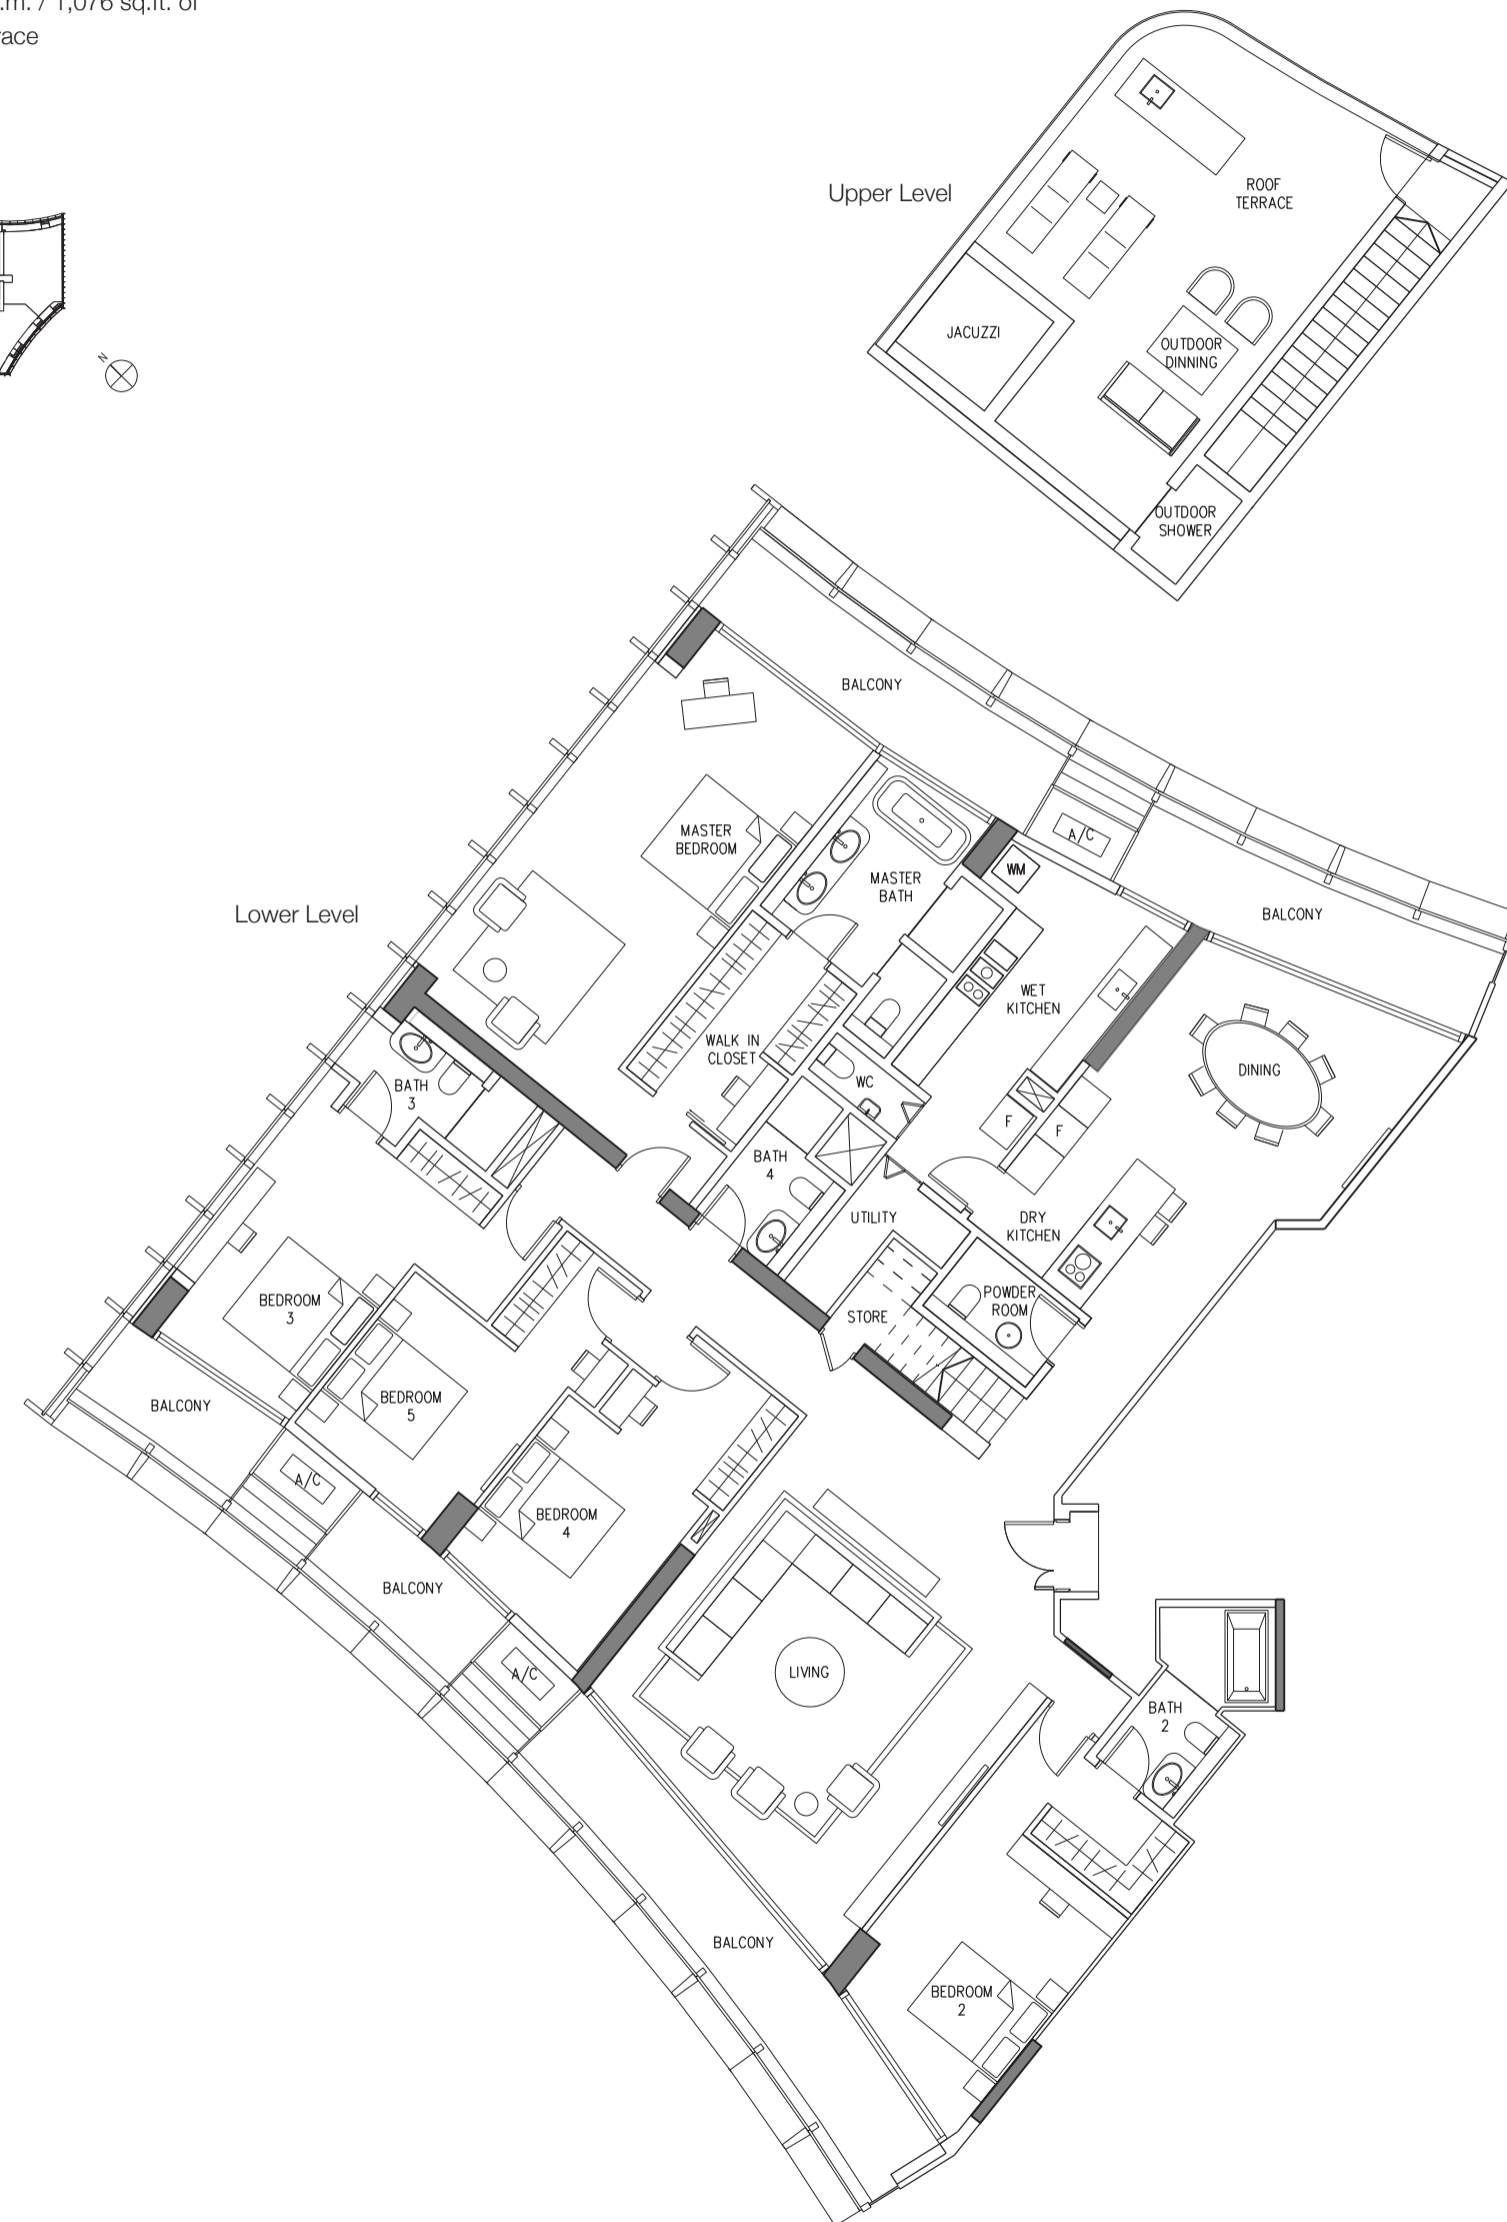 .m. / 1,076 sq.ft. of
race
N
Upper Level
ROOF
TERRACE
JACUZZI
OUTDOOR
DINNING
OUTDOOR
SHOWER
Lower Level
BALCONY
MASTER
BEDROOM
MASTER
BATH
A/C
WM
BALCONY
WET
KITCHEN
WALK IN
CLOSET
DINING
BATH
3
WC
F
F
BATH
4
UTILITY
DRY
KITCHEN
POWDER
ROOM
STORE
BEDROOM
3
BEDROOM
5
BALCONY
A/C
BEDROOM
4
BALCONY
A/C
LIVING
BATH
2
BALCONY
BEDROOM
2